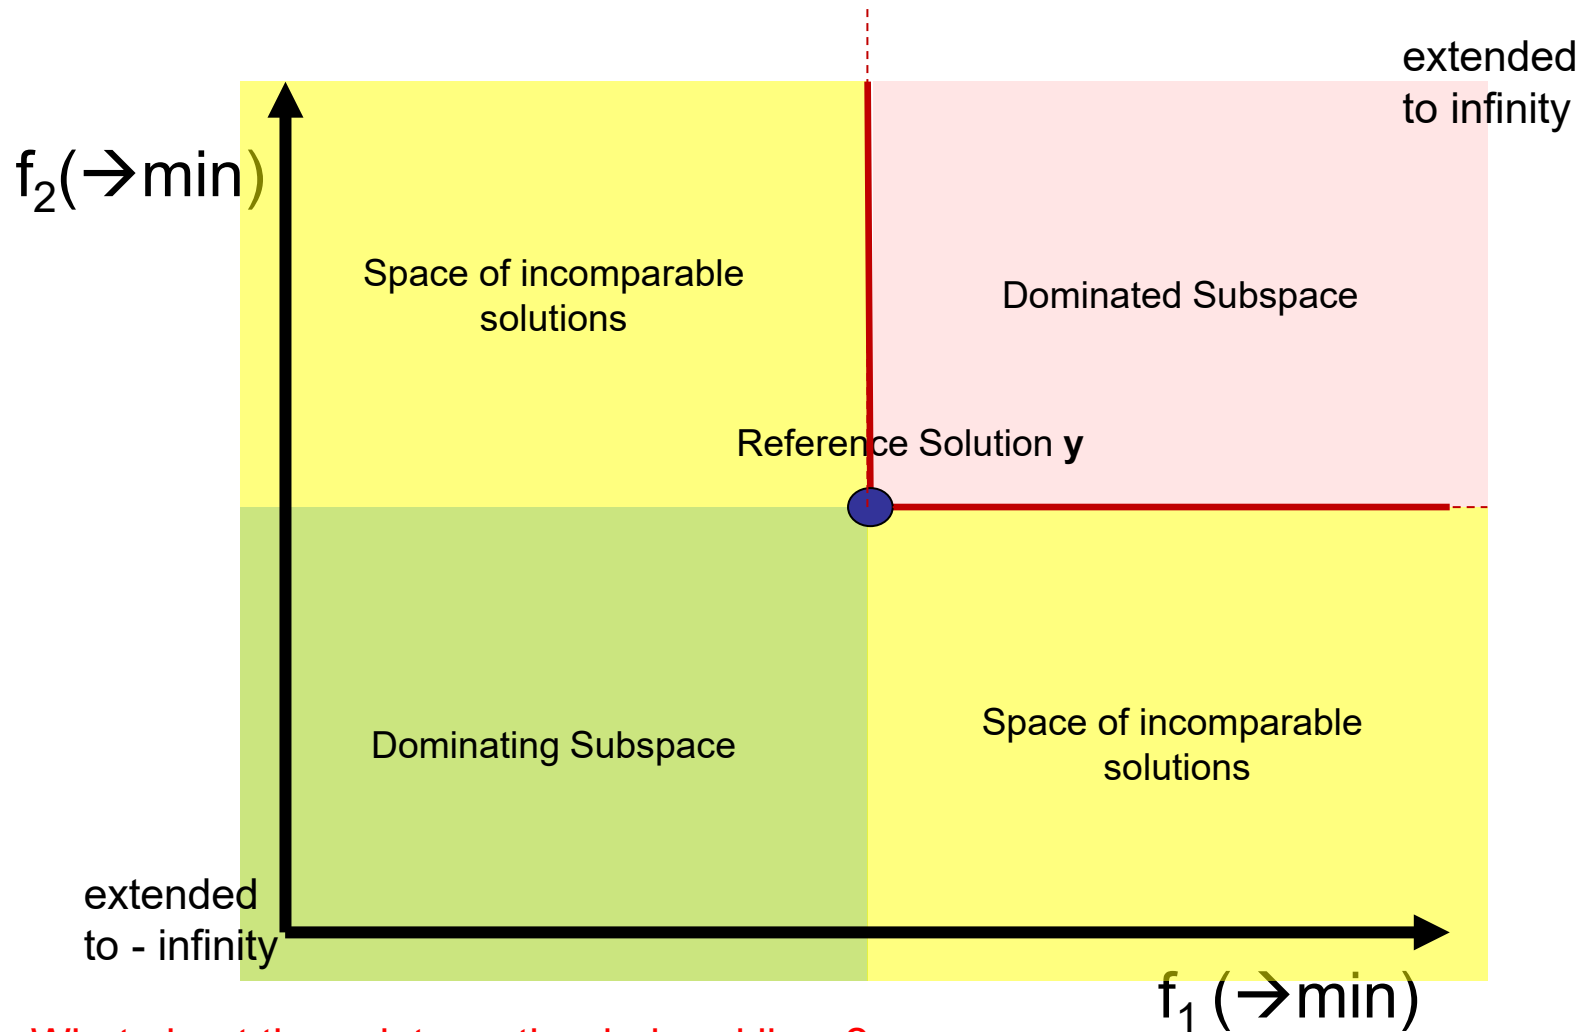 extended
to infinity
f₂(→min)
Space of incomparable
solutions
Dominated Subspace
Reference Solution y
Dominating Subspace
Space of incomparable
solutions
extended
to - infinity
f₁ (→min)